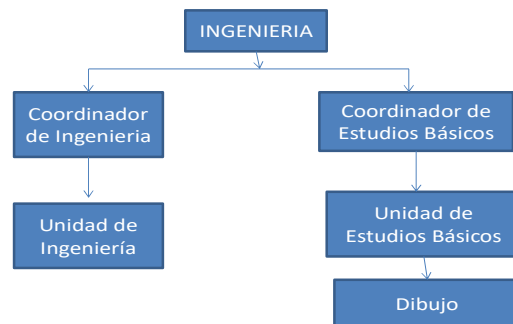 INGENIERIA
Coordinador
de Ingenieria
Coordinador de
Estudios Básicos
Unidad de
Ingeniería
Unidad de
Estudios Básicos
Dibujo